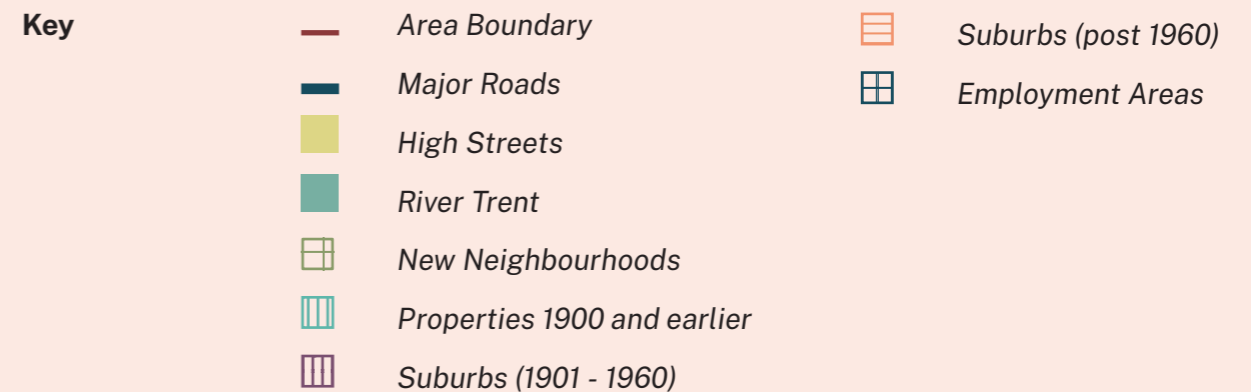 Key
Area Boundary
Major Roads
High Streets
River Trent
New Neighbourhoods
Properties 1900 and earlier
Suburbs (1901 - 1960)
Suburbs (post 1960)
Employment Areas